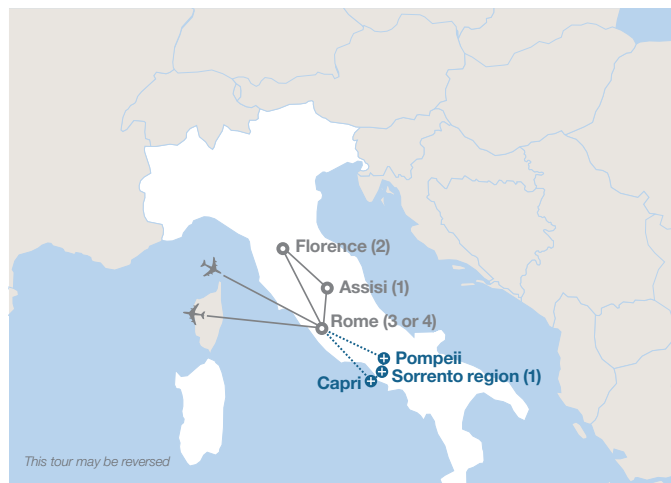 Florence (2)
Assisi (1)
Rome (3 or 4)
Pompeii
Sorrento region (1)
Capri
This tour may be reversed